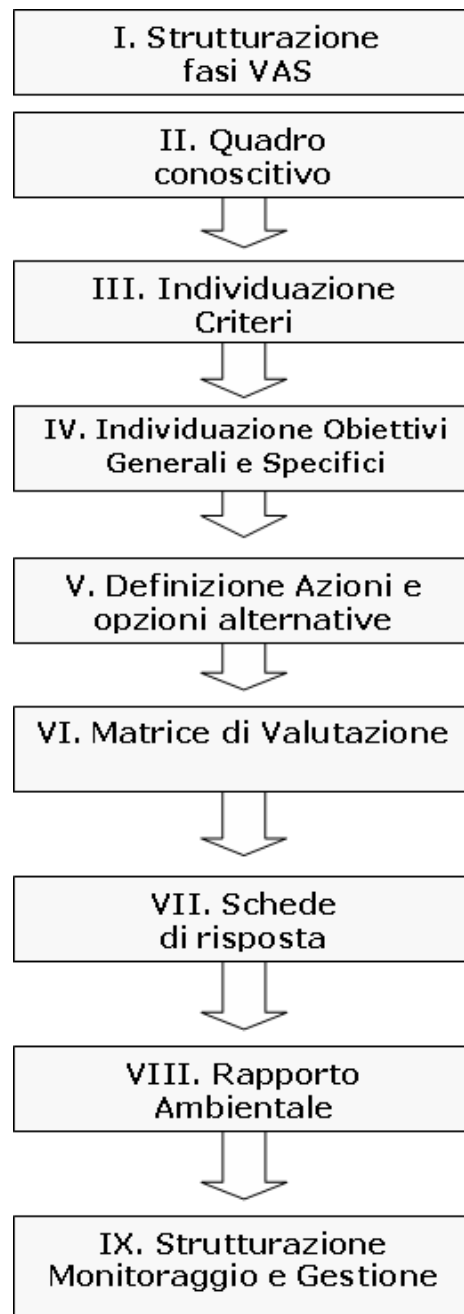 I. Strutturazione
fasi VAS
II. Quadro
conoscitivo
III. Individuazione
Criteri
IV. Individuazione Obiettivi
Generali e Specifici
V. Definizione Azioni e
opzioni alternative
VI. Matrice di Valutazione
VII. Schede
di risposta
VIII. Rapporto
Ambientale
IX. Strutturazione
Monitoraggio e Gestione